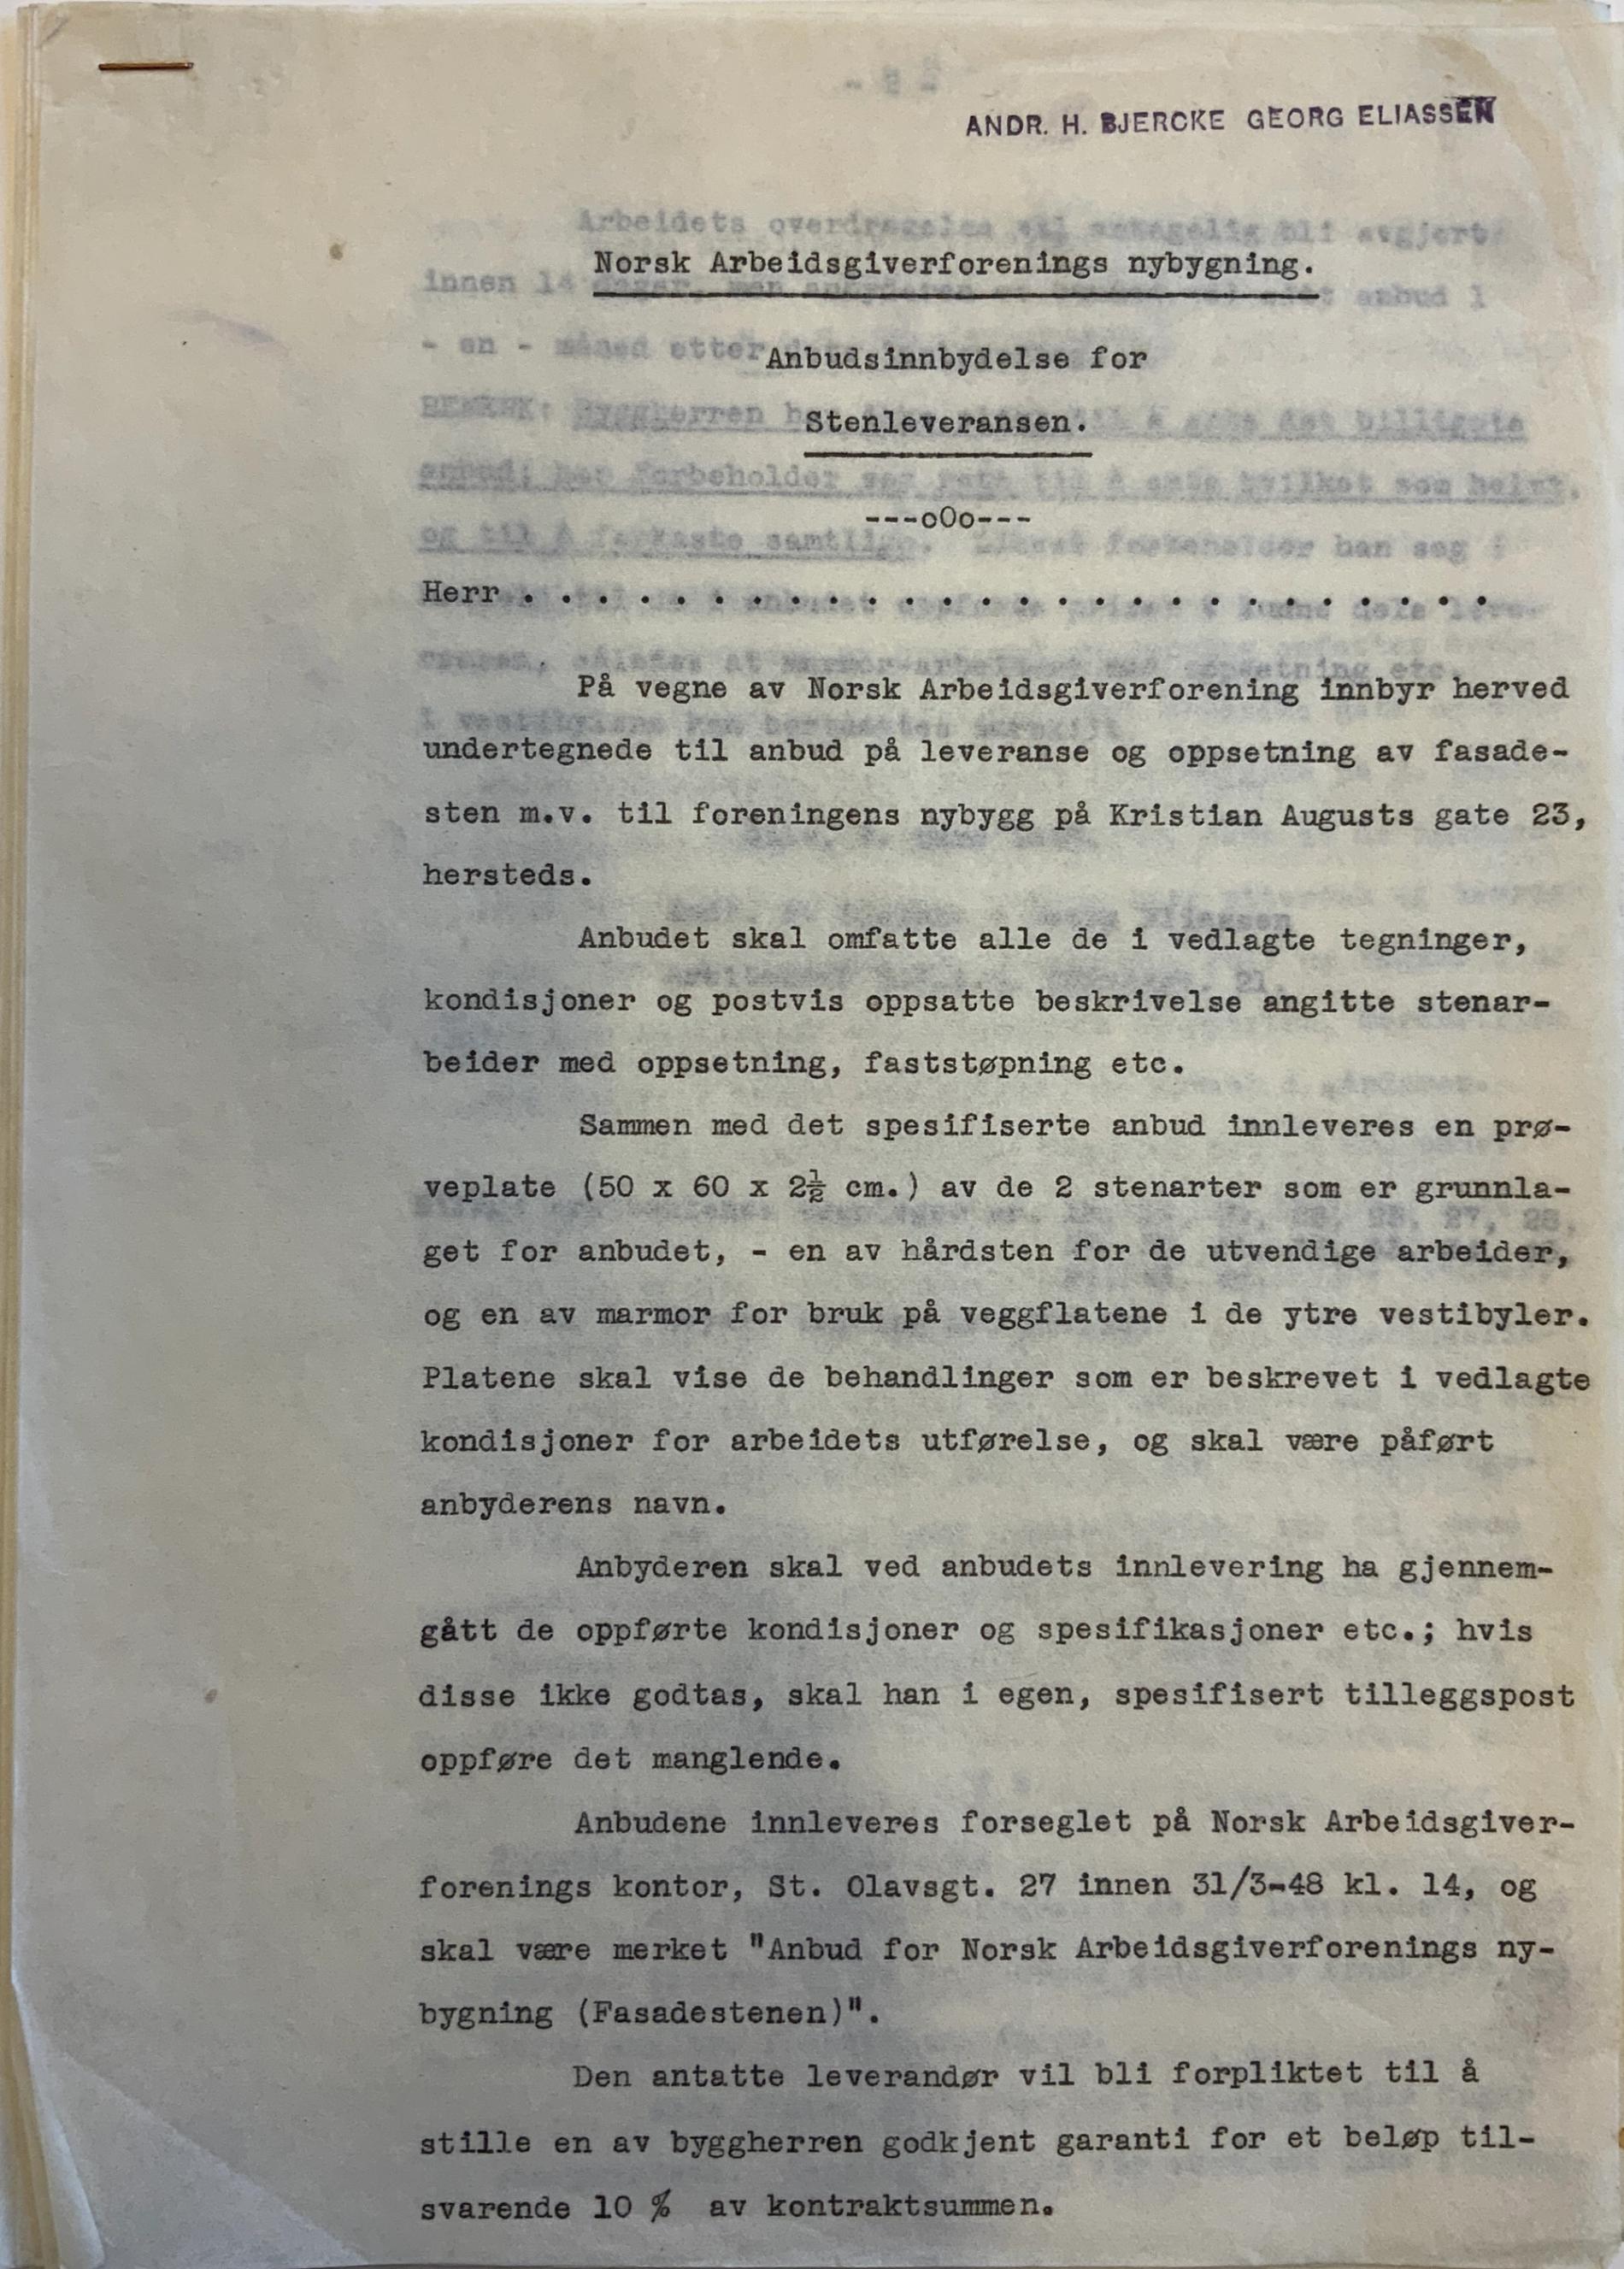 ANDR. H. BJERCKE GEORG ELIASSEN
Norsk Arbeidsgiverforenings nybygning.
Anbudsinnbydelse for
Stenleveransen.
---oOo---
Herr . . . . . . . . . . . . . . . . . . . . . . . . . .
På vegne av Norsk Arbeidsgiverforening innbyr herved
undertegnede til anbud på leveranse og oppsetning av fasade-
sten m.v. til foreningens nybygg på Kristian Augusts gate 23,
hersteds.
Anbudet skal omfatte alle de i vedlagte tegninger,
kondisjoner og postvis oppsatte beskrivelse angitte stenar-
beider med oppsetning, faststøpning etc.
Sammen med det spesifiserte anbud innleveres en prø-
veplate (50 x 60 x 2½ cm.) av de 2 stenarter som er grunnla-
get for anbudet, - en av hårdsten for de utvendige arbeider,
og en av marmor for bruk på veggflatene i de ytre vestibyler.
Platene skal vise de behandlinger som er beskrevet i vedlagte
kondisjoner for arbeidets utførelse, og skal være påført
anbyderens navn.
Anbyderen skal ved anbudets innlevering ha gjennem-
gått de oppførte kondisjoner og spesifikasjoner etc.; hvis
disse ikke godtas, skal han i egen, spesifisert tilleggspost
oppføre det manglende.
Anbudene innleveres forseglet på Norsk Arbeidsgiver-
forenings kontor, St. Olavsgt. 27 innen 31/3-48 kl. 14, og
skal være merket "Anbud for Norsk Arbeidsgiverforenings ny-
bygning (Fasadestenen)".
Den antatte leverandør vil bli forpliktet til å
stille en av byggherren godkjent garanti for et beløp til-
svarende 10 % av kontraktsummen.